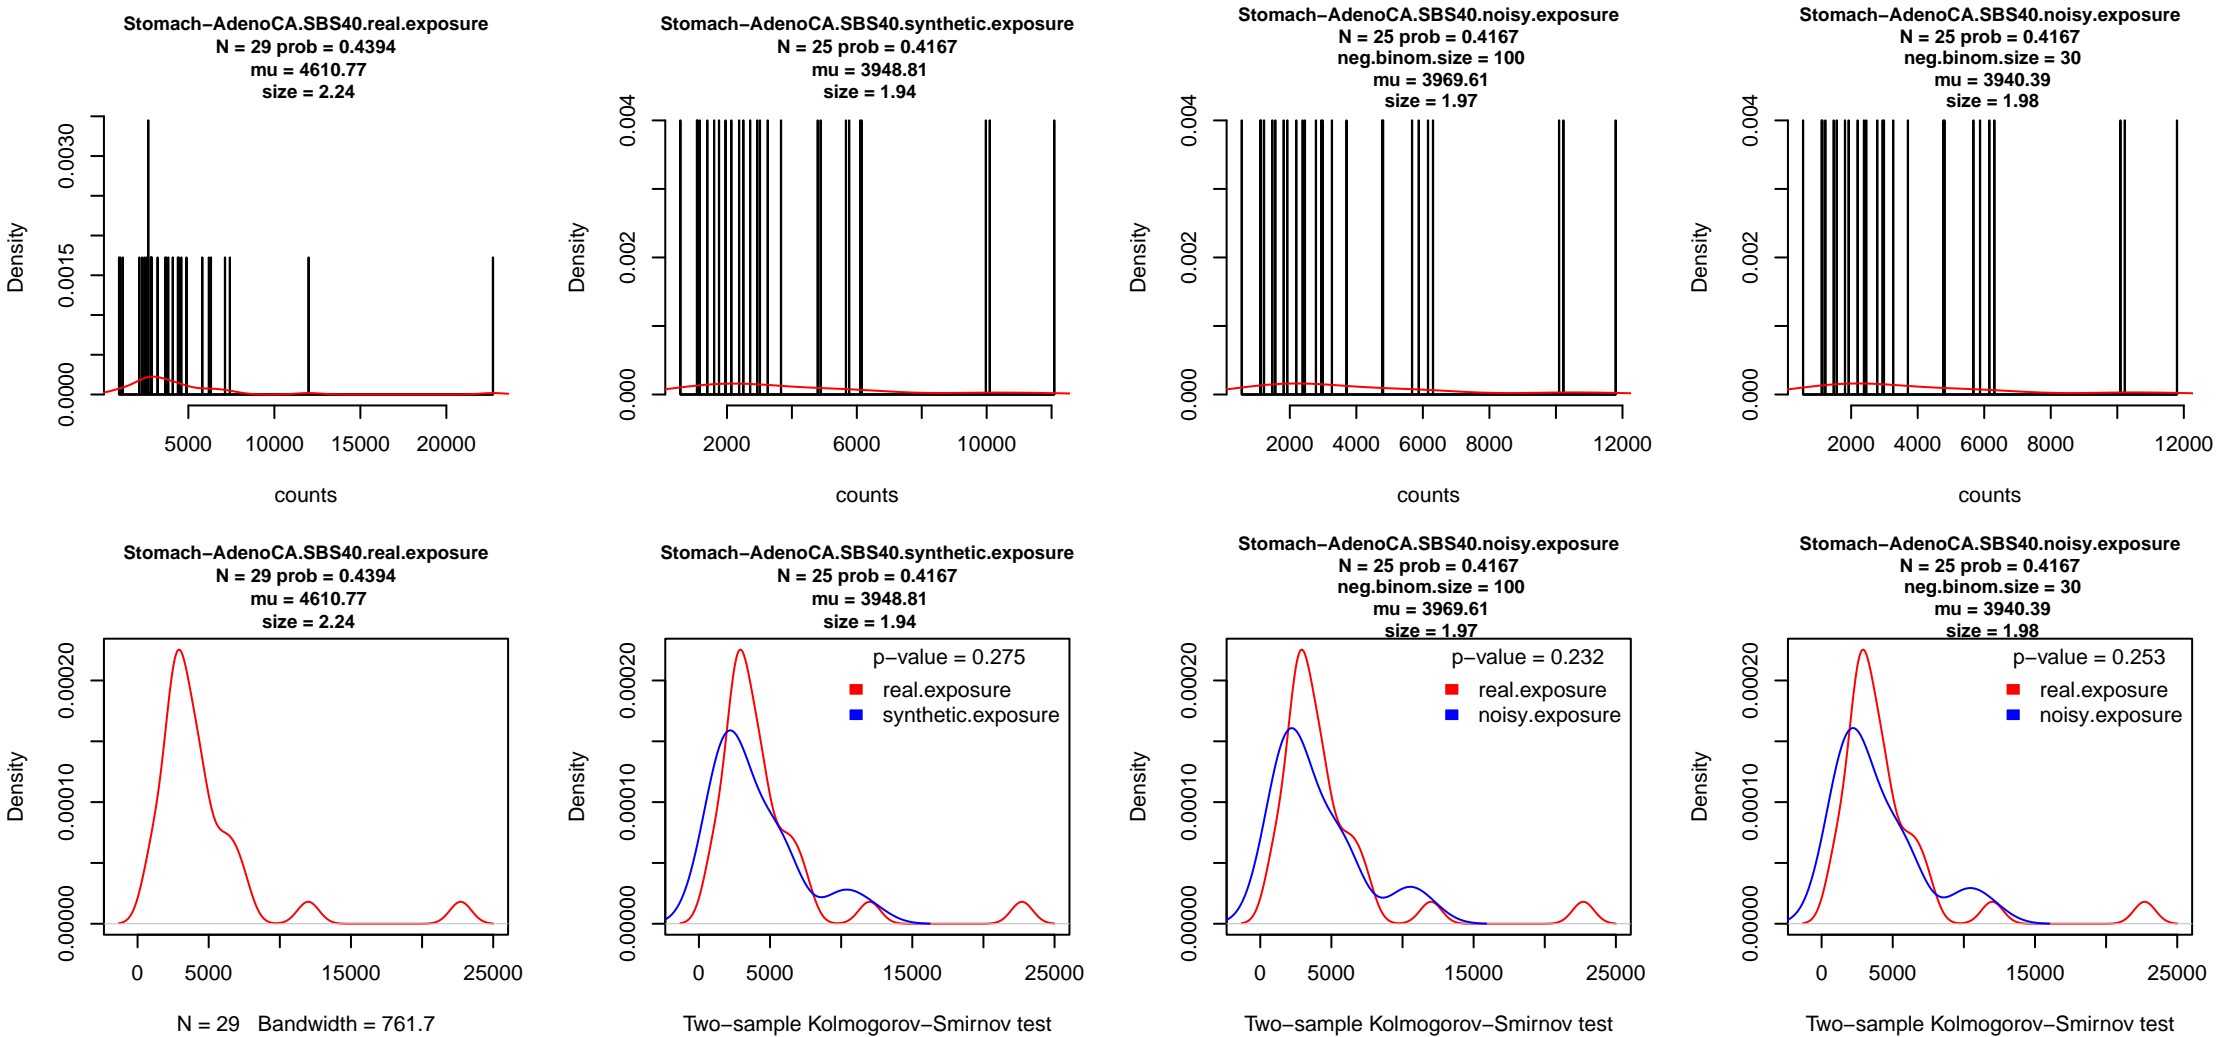 Stomach−AdenoCA.SBS40.real.exposure
N = 29 prob = 0.4394
mu = 4610.77
size = 2.24
Density
0.0000 0.0015 0.0030
5000 10000 15000 20000
counts
Stomach−AdenoCA.SBS40.synthetic.exposure
N = 25 prob = 0.4167
mu = 3948.81
size = 1.94
Density
0.000 0.002 0.004
2000 6000 10000
counts
Stomach−AdenoCA.SBS40.noisy.exposure
N = 25 prob = 0.4167
neg.binom.size = 100
mu = 3969.61
size = 1.97
Density
0.000 0.002 0.004
2000 4000 6000 8000 12000
counts
Stomach−AdenoCA.SBS40.noisy.exposure
N = 25 prob = 0.4167
neg.binom.size = 30
mu = 3940.39
size = 1.98
Density
0.000 0.002 0.004
2000 4000 6000 8000 12000
counts
Stomach−AdenoCA.SBS40.real.exposure
N = 29 prob = 0.4394
mu = 4610.77
size = 2.24
Density
0.00000 0.00010 0.00020
0 5000 15000 25000
N = 29 Bandwidth = 761.7
Stomach−AdenoCA.SBS40.synthetic.exposure
N = 25 prob = 0.4167
mu = 3948.81
size = 1.94
p−value = 0.275
real.exposure
synthetic.exposure
Density
0.00000 0.00010 0.00020
0 5000 15000 25000
Two−sample Kolmogorov−Smirnov test
Stomach−AdenoCA.SBS40.noisy.exposure
N = 25 prob = 0.4167
neg.binom.size = 100
mu = 3969.61
size = 1.97
p−value = 0.232
real.exposure
noisy.exposure
Density
0.00000 0.00010 0.00020
0 5000 15000 25000
Two−sample Kolmogorov−Smirnov test
Stomach−AdenoCA.SBS40.noisy.exposure
N = 25 prob = 0.4167
neg.binom.size = 30
mu = 3940.39
size = 1.98
p−value = 0.253
real.exposure
noisy.exposure
Density
0.00000 0.00010 0.00020
0 5000 15000 25000
Two−sample Kolmogorov−Smirnov test